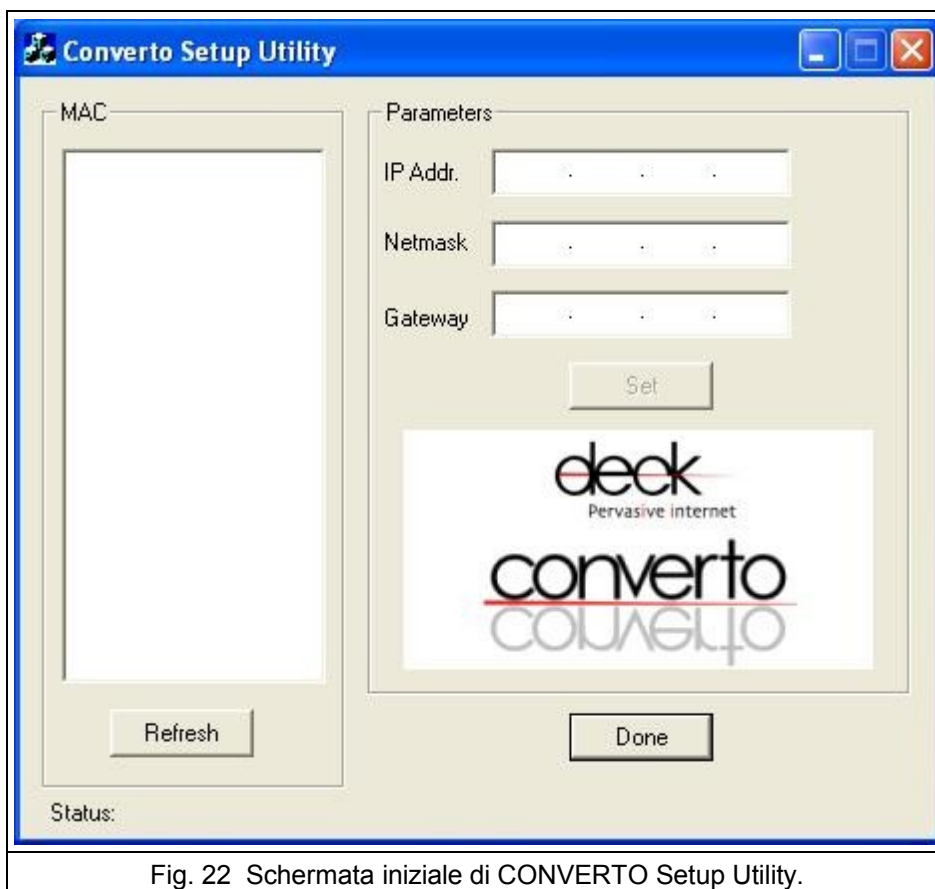 Converto Setup Utility
MAC
Refresh
Parameters
IP Addr. . . .
Netmask . . .
Gateway . . .
Set
deck
Pervasive internet
converto
Done
Status:
Fig. 22 Schermata iniziale di CONVERTO Setup Utility.